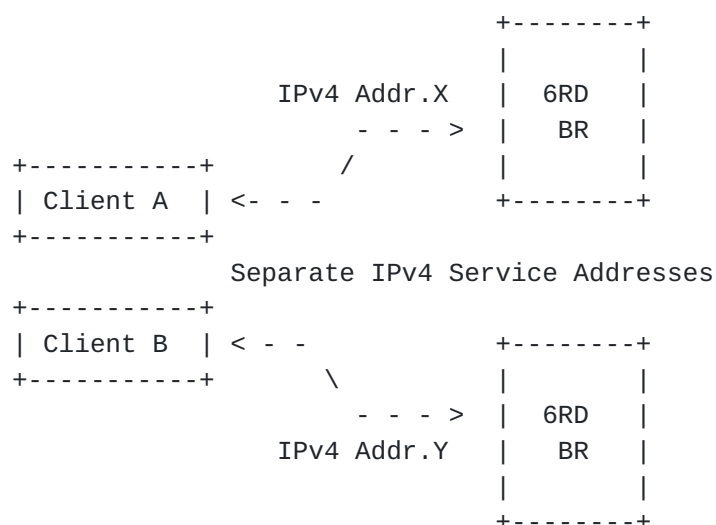 IPv4 Addr.X 6RD
BR
Client A
Separate IPv4 Service Addresses
Client B
6RD
IPv4 Addr.Y BR